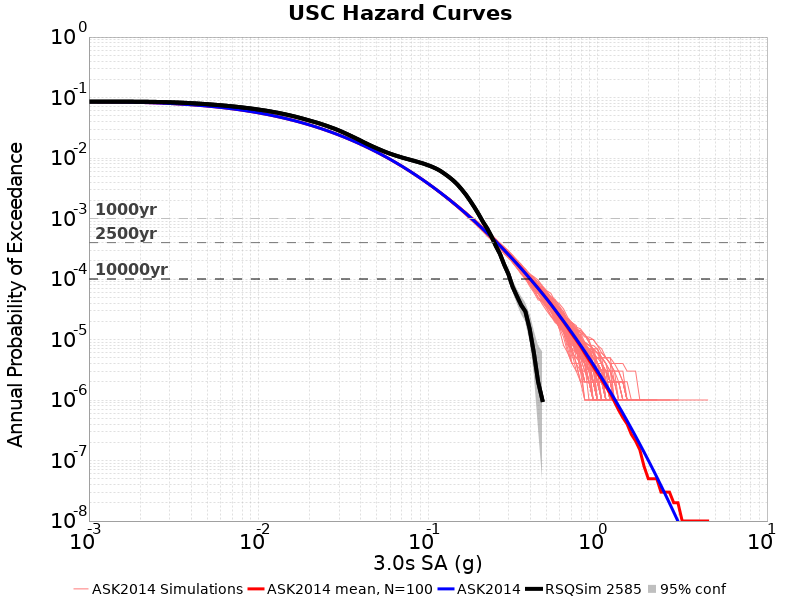 USC Hazard Curves
Annual Probability of Exceedance
10^0
10^-1
10^-2
10^-3
1000yr
2500yr
10^-4
10000yr
10^-5
10^-6
10^-7
10^-8
10^-3 10^-2 10^-1 10^0 10^1
3.0s SA (g)
ASK2014 Simulations ASK2014 mean, N=100 ASK2014 RSQSim 2585 95% conf